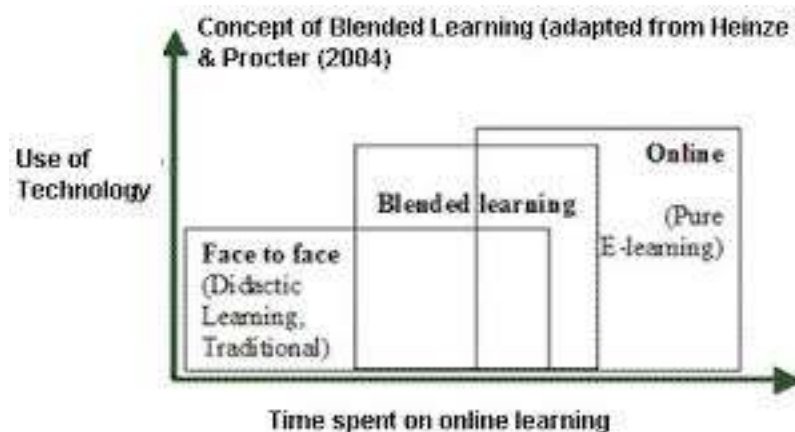 Concept of Blended Learning (adapted from Heinze
& Procter (2004)
Use of
Technology
Online
Blended learning
(Pure
E-learning)
Face to face
(Didactic
Learning,
Traditional)
Time spent on online learning